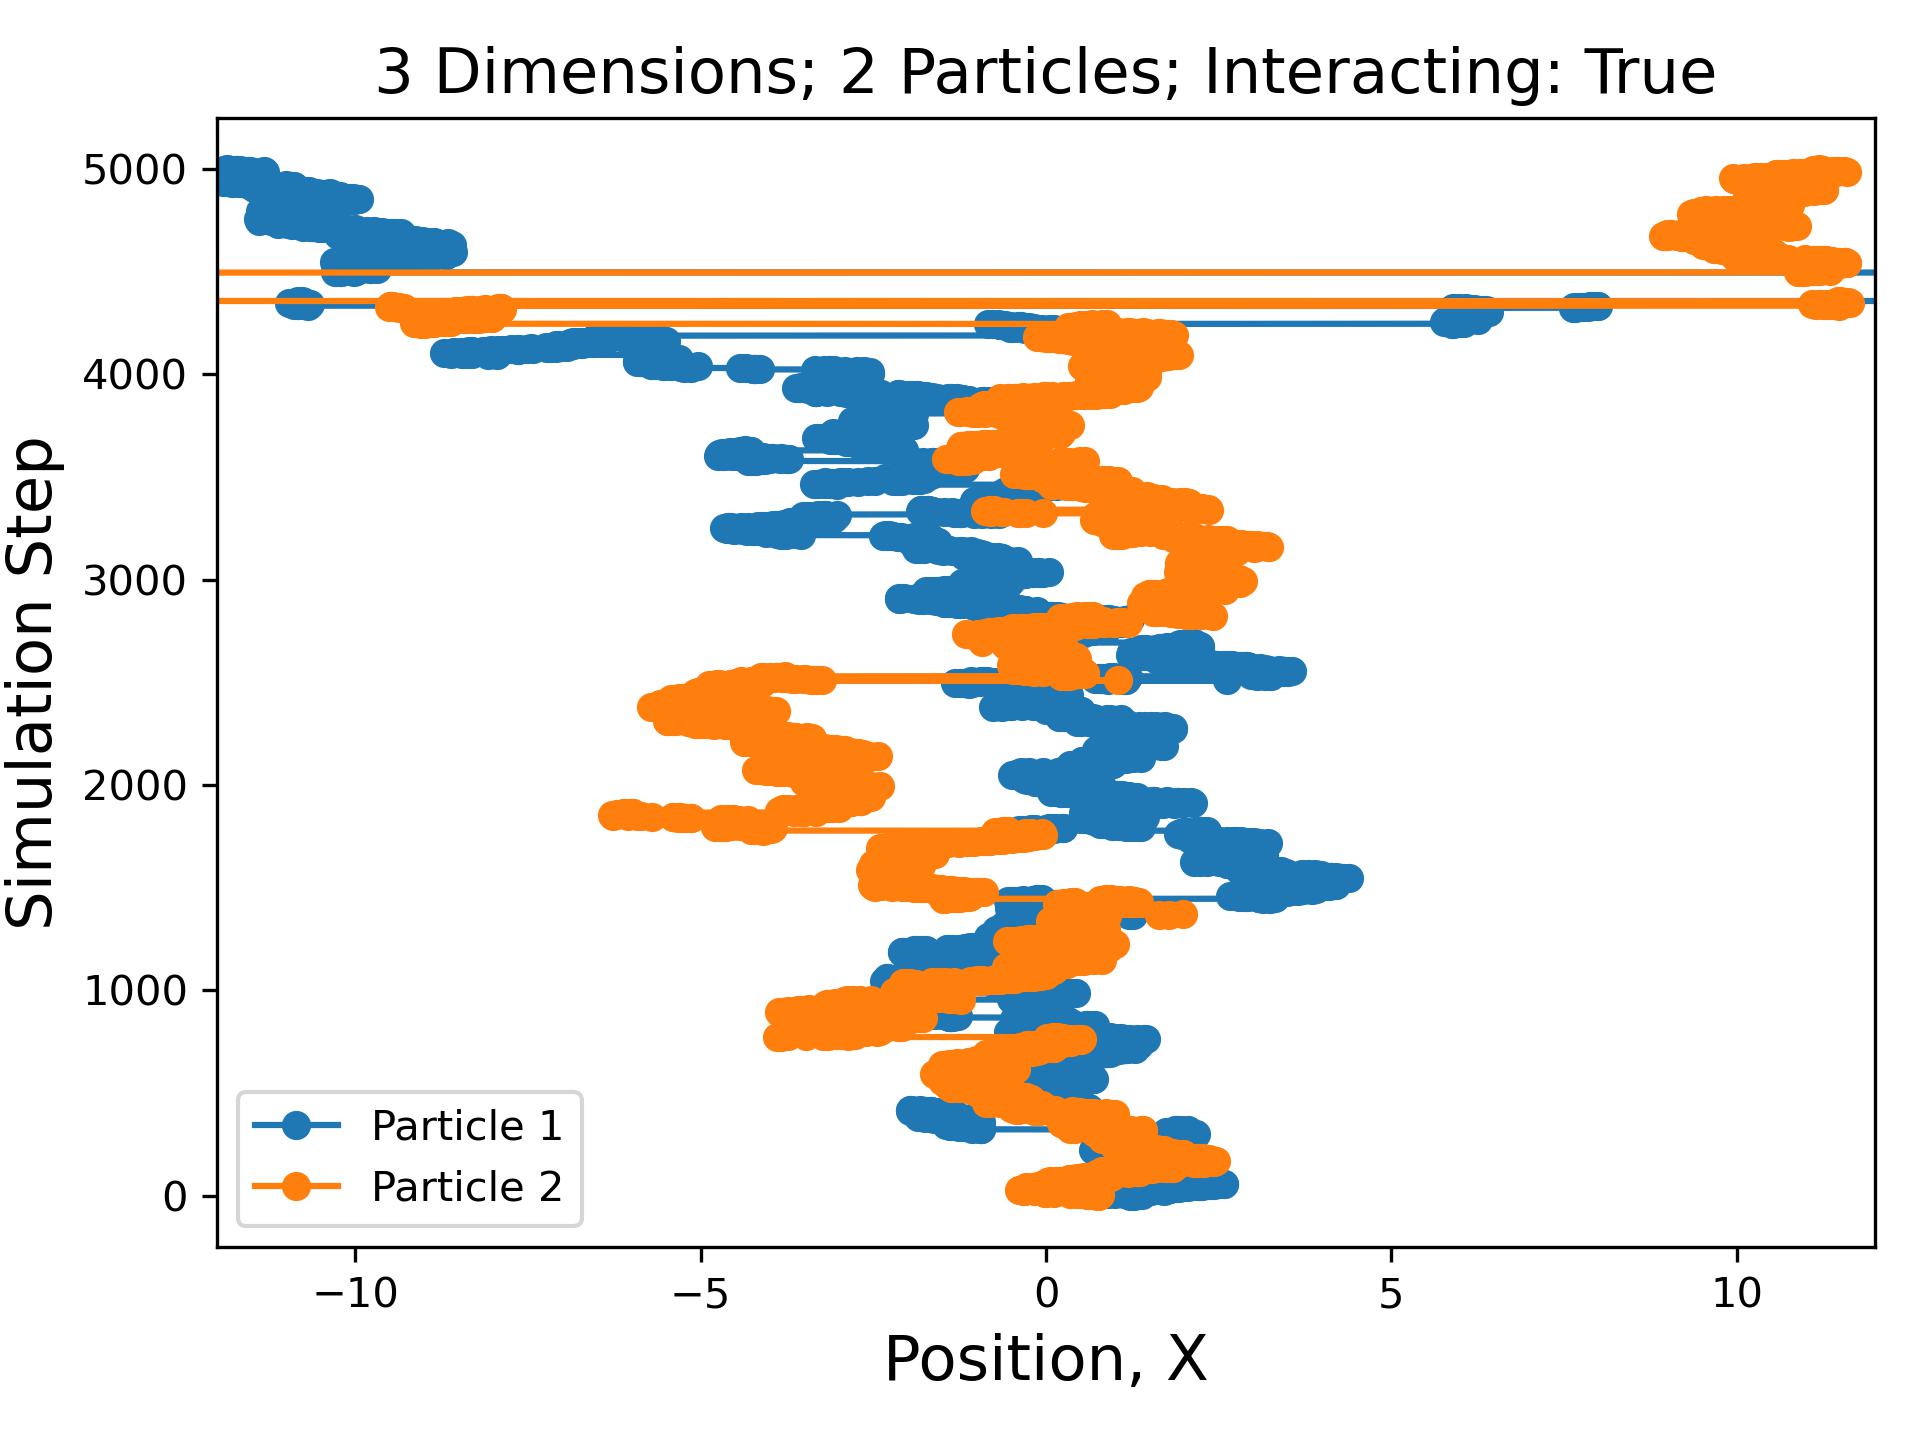 3 Dimensions; 2 Particles; Interacting: True
Simulation Step
5000
4000
3000
2000
1000
0
Particle 1
Particle 2
−10
−5
0
5
10
Position, X